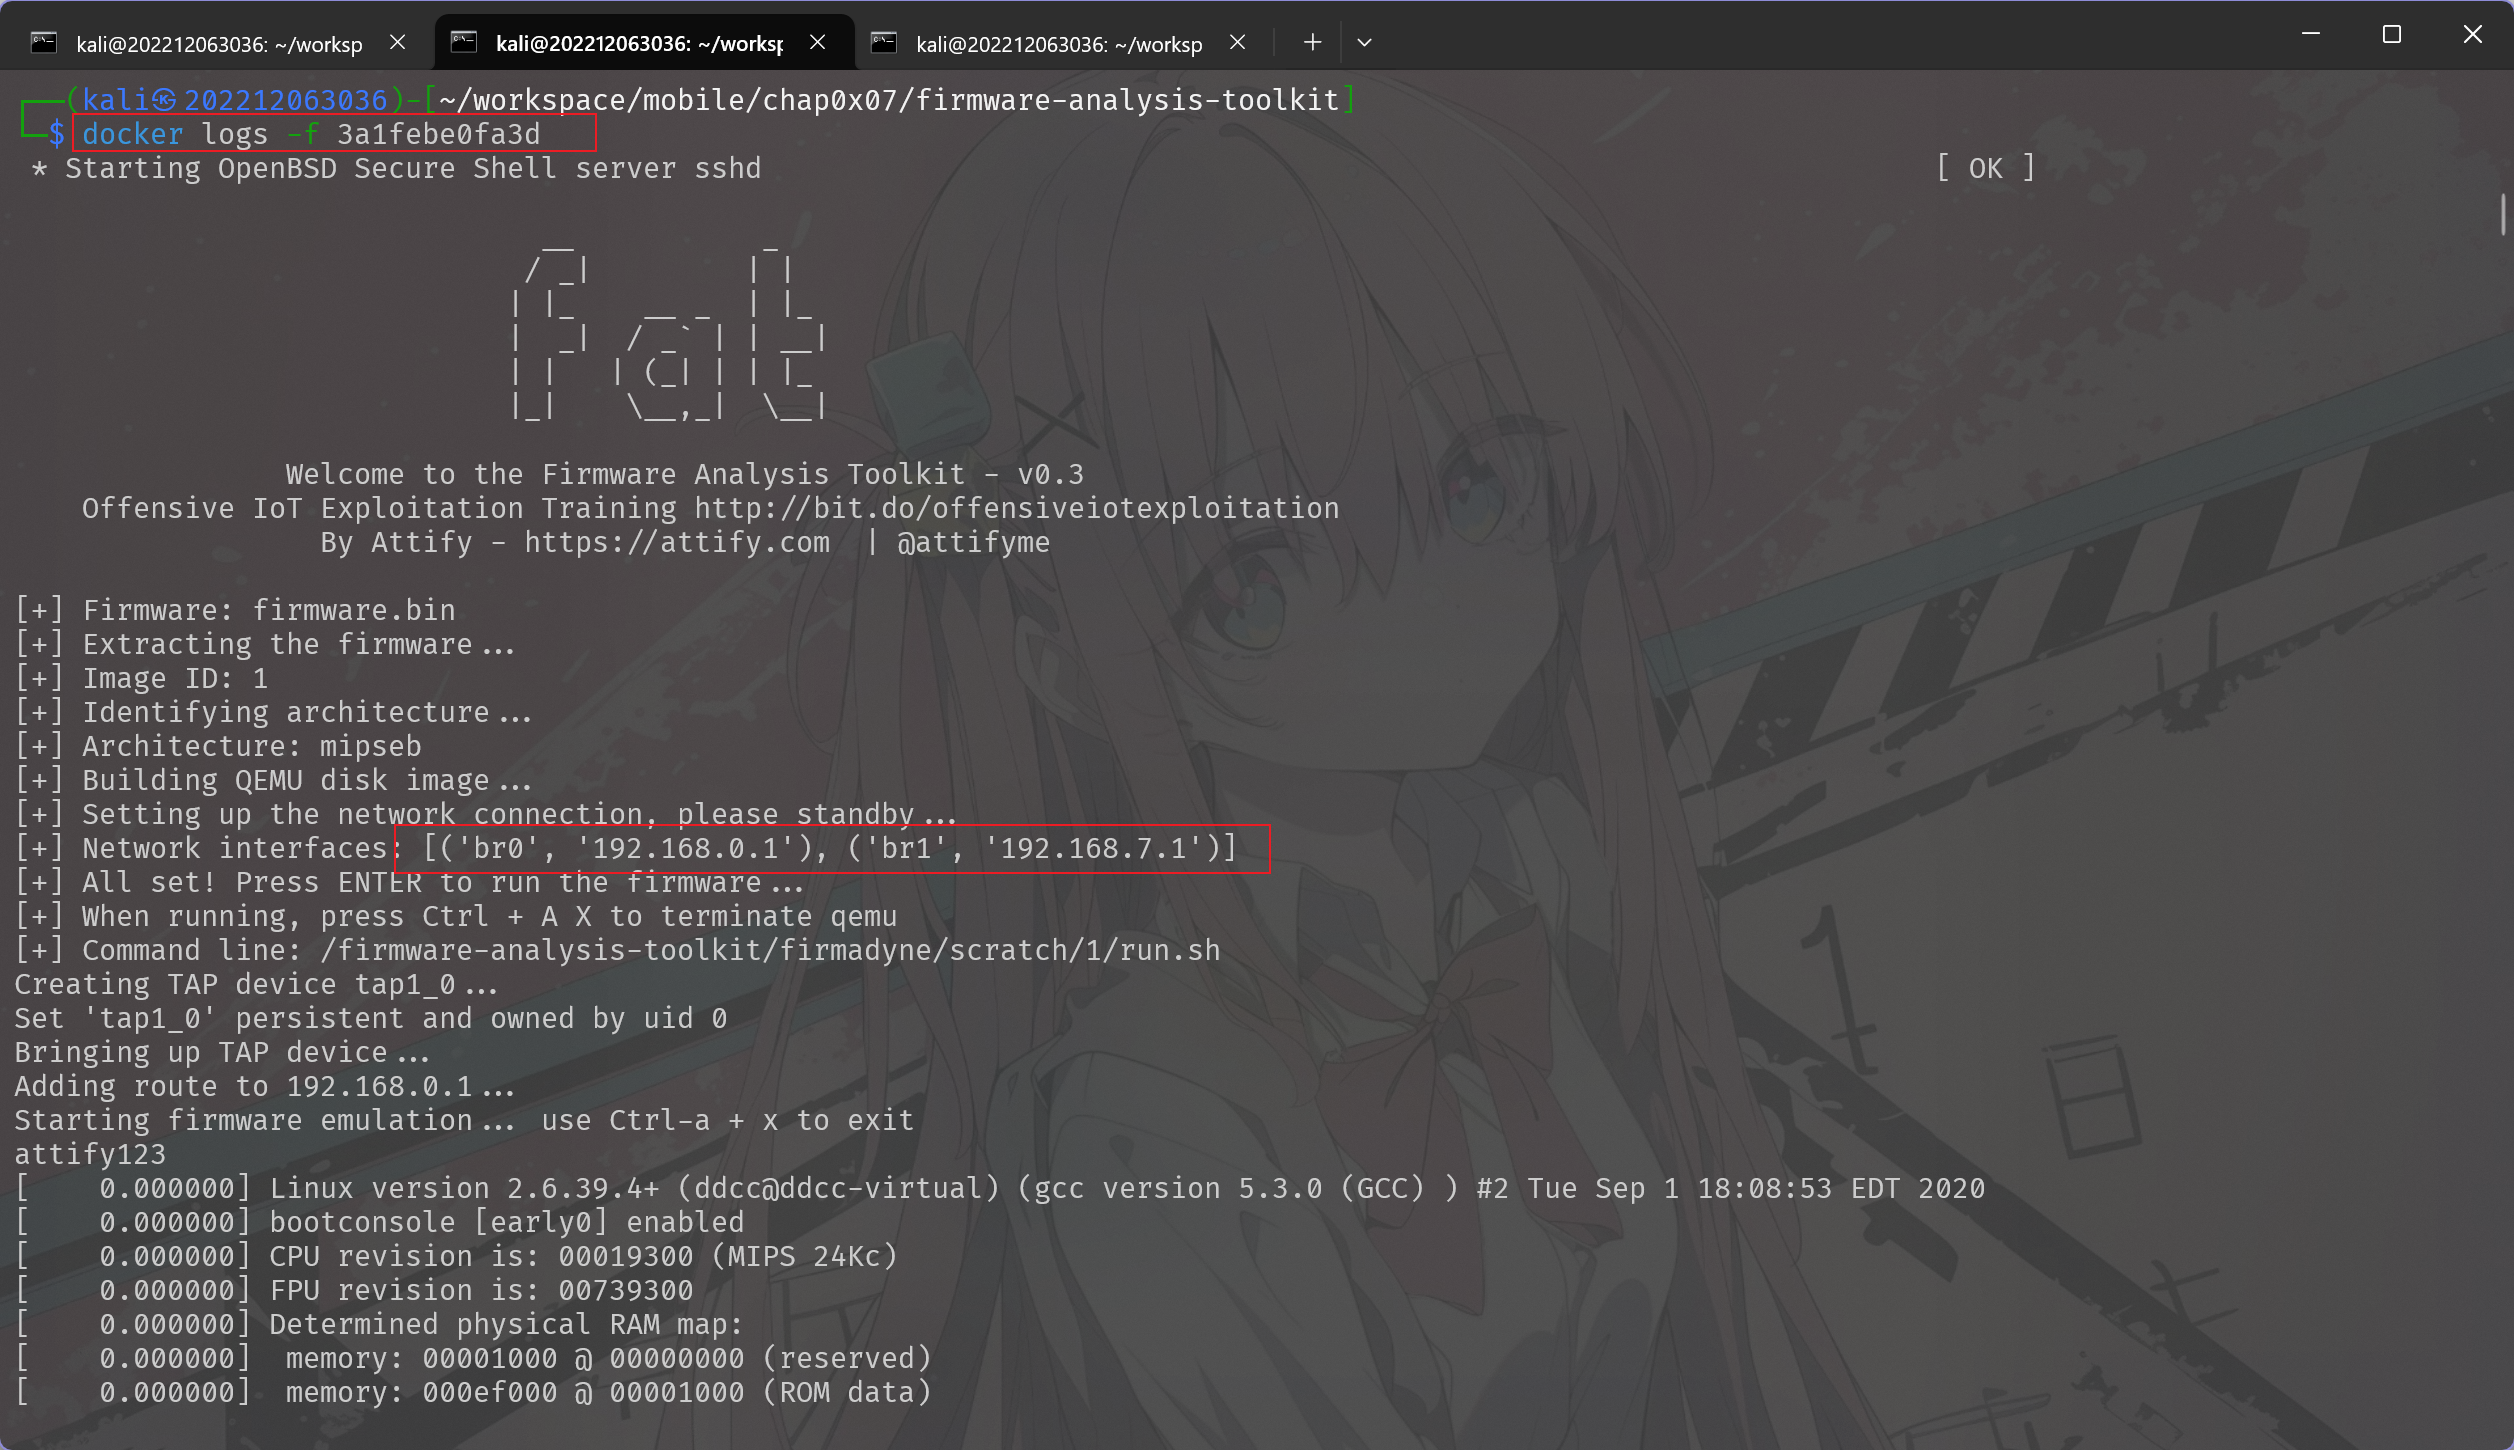 kali@202212063036: ~/worksp
kali@202212063036: ~/worksp
kali@202212063036: ~/worksp
┌──(kali㉿202212063036)-[~/workspace/mobile/chap0x07/firmware-analysis-toolkit]
└─$ docker logs -f 3a1febe0fa3d
 * Starting OpenBSD Secure Shell server sshd                                                                     [ OK ]
                               __           _
                              / _|         | |
                             | |_    __ _  | |_
                             |  _|  / _` | | __|
                             | |   | (_| | | |_
                             |_|    \__,_|  \__|
                Welcome to the Firmware Analysis Toolkit - v0.3
    Offensive IoT Exploitation Training http://bit.do/offensiveiotexploitation
                  By Attify - https://attify.com  | @attifyme
[+] Firmware: firmware.bin
[+] Extracting the firmware...
[+] Image ID: 1
[+] Identifying architecture...
[+] Architecture: mipseb
[+] Building QEMU disk image...
[+] Setting up the network connection, please standby...
[+] Network interfaces: [('br0', '192.168.0.1'), ('br1', '192.168.7.1')]
[+] All set! Press ENTER to run the firmware...
[+] When running, press Ctrl + A X to terminate qemu
[+] Command line: /firmware-analysis-toolkit/firmadyne/scratch/1/run.sh
Creating TAP device tap1_0...
Set 'tap1_0' persistent and owned by uid 0
Bringing up TAP device...
Adding route to 192.168.0.1...
Starting firmware emulation... use Ctrl-a + x to exit
attify123
[    0.000000] Linux version 2.6.39.4+ (ddcc@ddcc-virtual) (gcc version 5.3.0 (GCC) ) #2 Tue Sep 1 18:08:53 EDT 2020
[    0.000000] bootconsole [early0] enabled
[    0.000000] CPU revision is: 00019300 (MIPS 24Kc)
[    0.000000] FPU revision is: 00739300
[    0.000000] Determined physical RAM map:
[    0.000000]  memory: 00001000 @ 00000000 (reserved)
[    0.000000]  memory: 000ef000 @ 00001000 (ROM data)